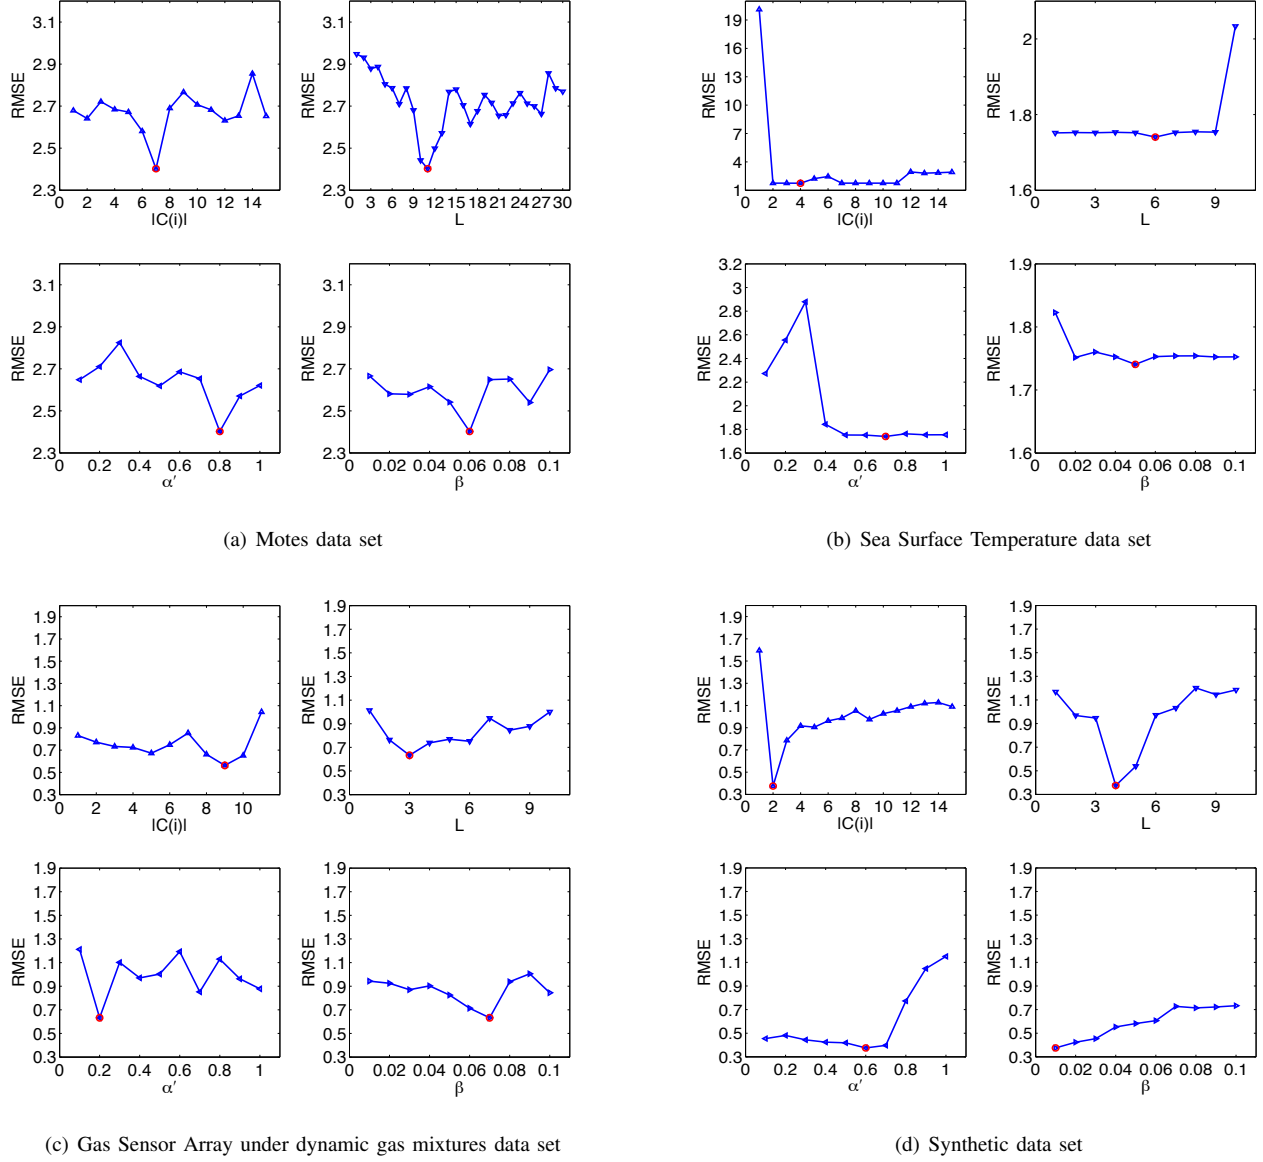 3.1
2.9
2.7
2.5
2.3
RMSE
0 2 4 6 8 10 12 14
|C(i)|
3.1
2.9
2.7
2.5
2.3
RMSE
0 3 6 9 12 15 18 21 24 27 30
L
3.1
2.9
2.7
2.5
2.3
RMSE
0 0.2 0.4 0.6 0.8 1
α′
3.1
2.9
2.7
2.5
2.3
RMSE
0 0.02 0.04 0.06 0.08 0.1
β
(a) Motes data set
19
16
13
10
7
4
1
RMSE
0 2 4 6 8 10 12 14
|C(i)|
2
1.8
1.6
RMSE
0 3 6 9
L
3.2
3
2.8
2.6
2.4
2.2
2
1.8
1.6
RMSE
0 0.2 0.4 0.6 0.8 1
α′
1.9
1.8
1.7
1.6
RMSE
0 0.02 0.04 0.06 0.08 0.1
β
(b) Sea Surface Temperature data set
1.9
1.7
1.5
1.3
1.1
0.9
0.7
0.5
0.3
RMSE
0 2 4 6 8 10
|C(i)|
1.9
1.7
1.5
1.3
1.1
0.9
0.7
0.5
0.3
RMSE
0 3 6 9
L
1.9
1.7
1.5
1.3
1.1
0.9
0.7
0.5
0.3
RMSE
0 0.2 0.4 0.6 0.8 1
α′
1.9
1.7
1.5
1.3
1.1
0.9
0.7
0.5
0.3
RMSE
0 0.02 0.04 0.06 0.08 0.1
β
(c) Gas Sensor Array under dynamic gas mixtures data set
1.9
1.7
1.5
1.3
1.1
0.9
0.7
0.5
0.3
RMSE
0 2 4 6 8 10 12 14
|C(i)|
1.9
1.7
1.5
1.3
1.1
0.9
0.7
0.5
0.3
RMSE
0 3 6 9
L
1.9
1.7
1.5
1.3
1.1
0.9
0.7
0.5
0.3
RMSE
0 0.2 0.4 0.6 0.8 1
α′
1.9
1.7
1.5
1.3
1.1
0.9
0.7
0.5
0.3
RMSE
0 0.02 0.04 0.06 0.08 0.1
β
(d) Synthetic data set